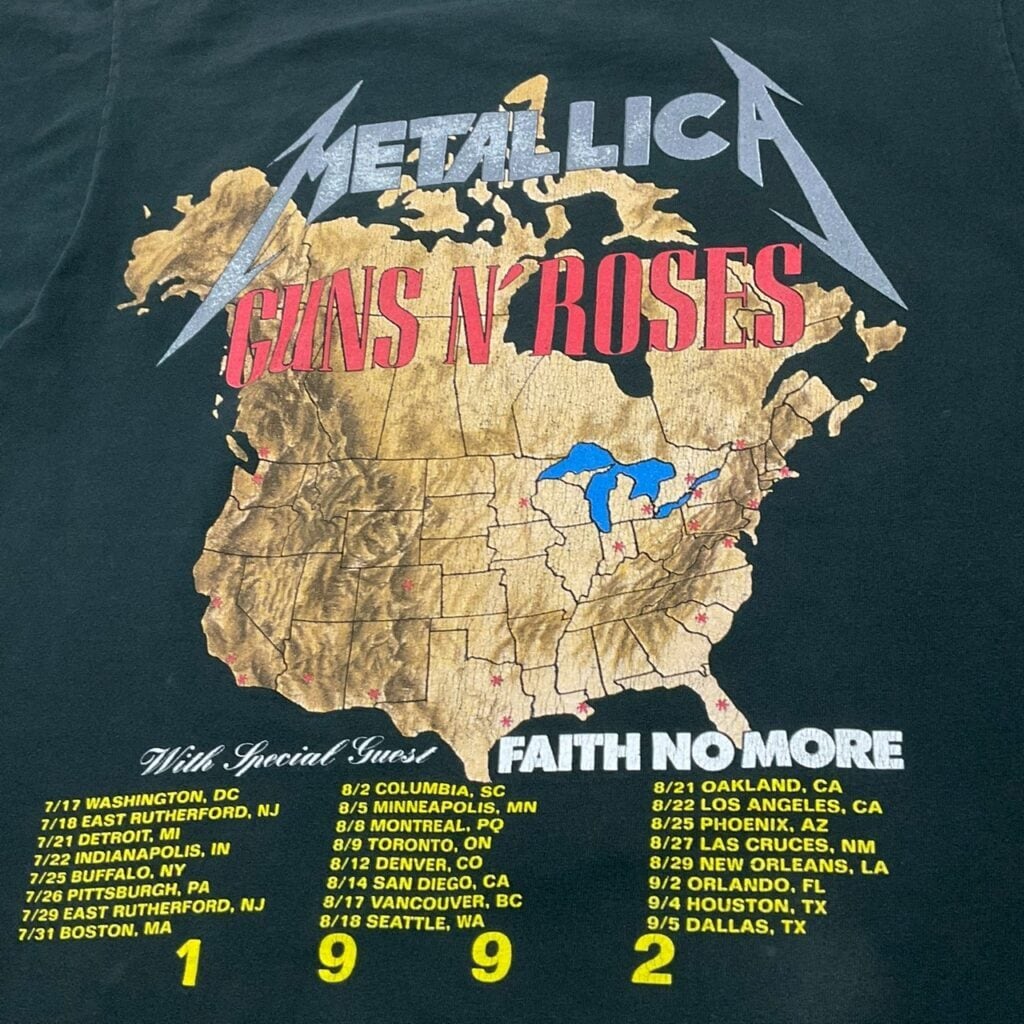 METALLICA
GUNS N' ROSES
With Special Guest FAITH NO MORE
7/17 WASHINGTON, DC
7/18 EAST RUTHERFORD, NJ
7/21 DETROIT, MI
7/22 INDIANAPOLIS, IN
7/25 BUFFALO, NY
7/26 PITTSBURGH, PA
7/29 EAST RUTHERFORD, NJ
7/31 BOSTON, MA
8/2 COLUMBIA, SC
8/5 MINNEAPOLIS, MN
8/8 MONTREAL, PQ
8/9 TORONTO, ON
8/12 DENVER, CO
8/14 SAN DIEGO, CA
8/17 VANCOUVER, BC
8/18 SEATTLE, WA
8/21 OAKLAND, CA
8/22 LOS ANGELES, CA
8/25 PHOENIX, AZ
8/27 LAS CRUCES, NM
8/29 NEW ORLEANS, LA
9/2 ORLANDO, FL
9/4 HOUSTON, TX
9/5 DALLAS, TX
1 9 9 2